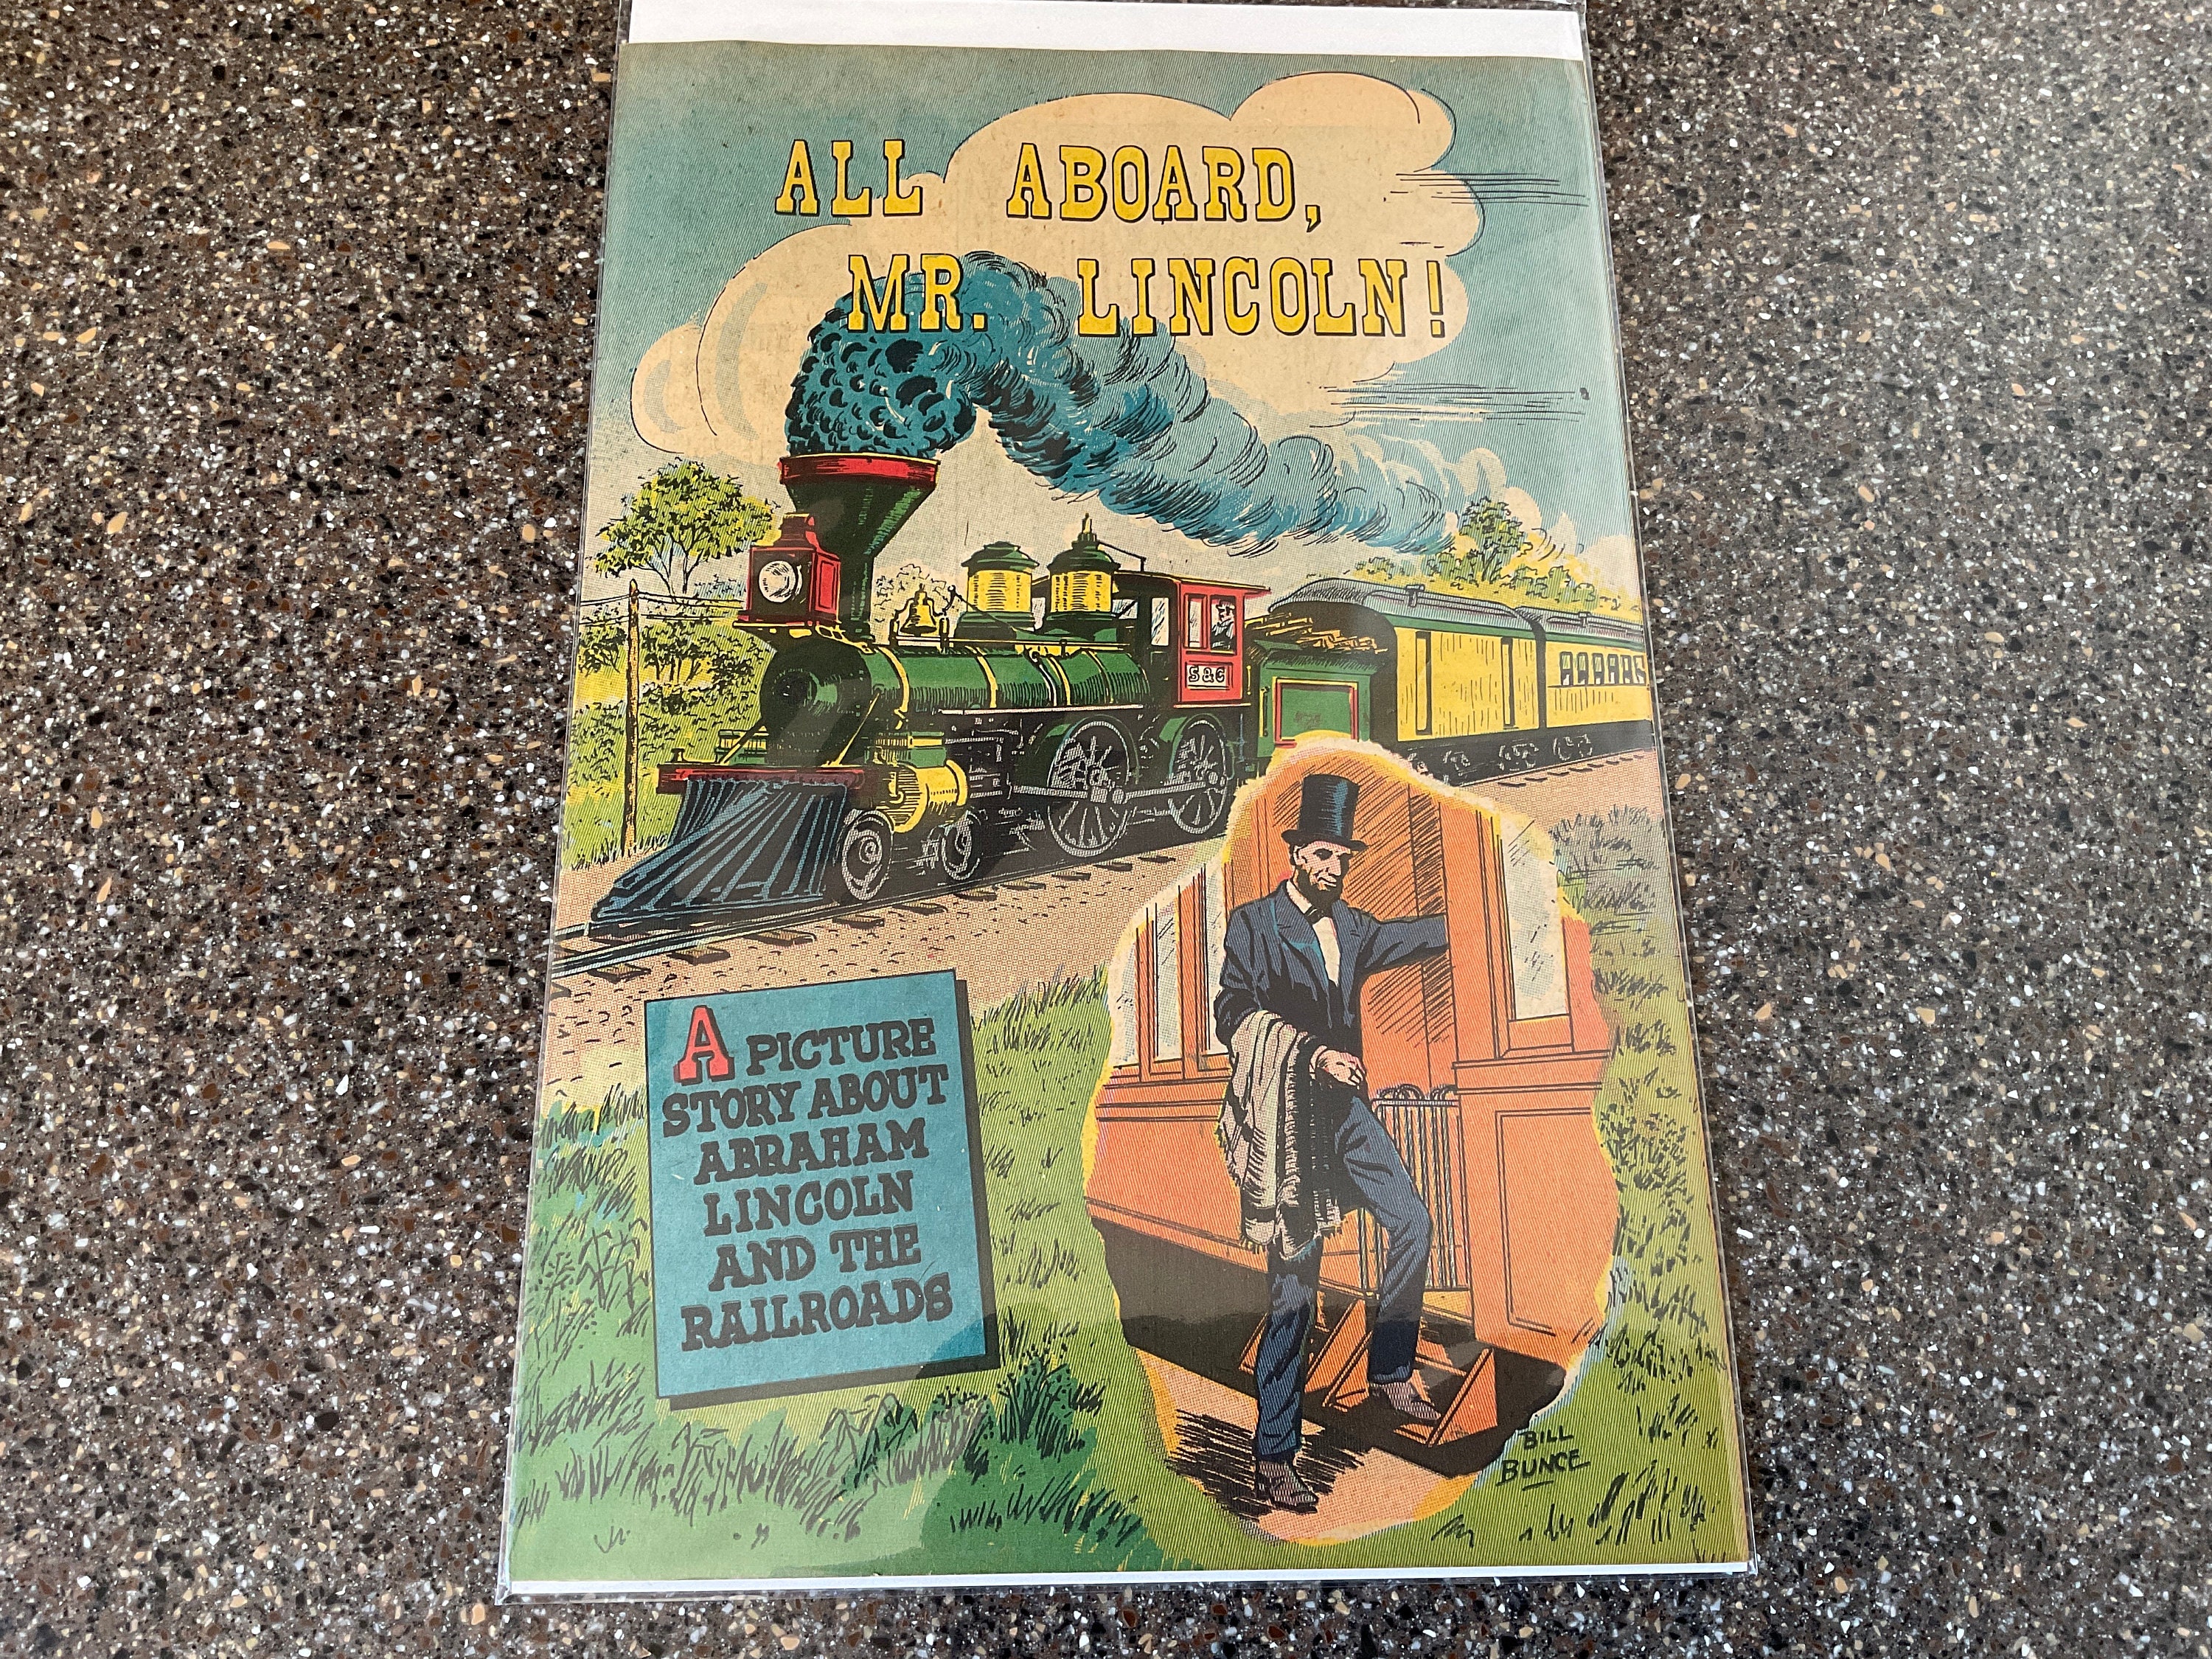 ALL ABOARD,
MR. LINCOLN!
S&G
A PICTURE
STORY ABOUT
ABRAHAM
LINCOLN
AND THE
RAILROADS
BILL
BUNCE